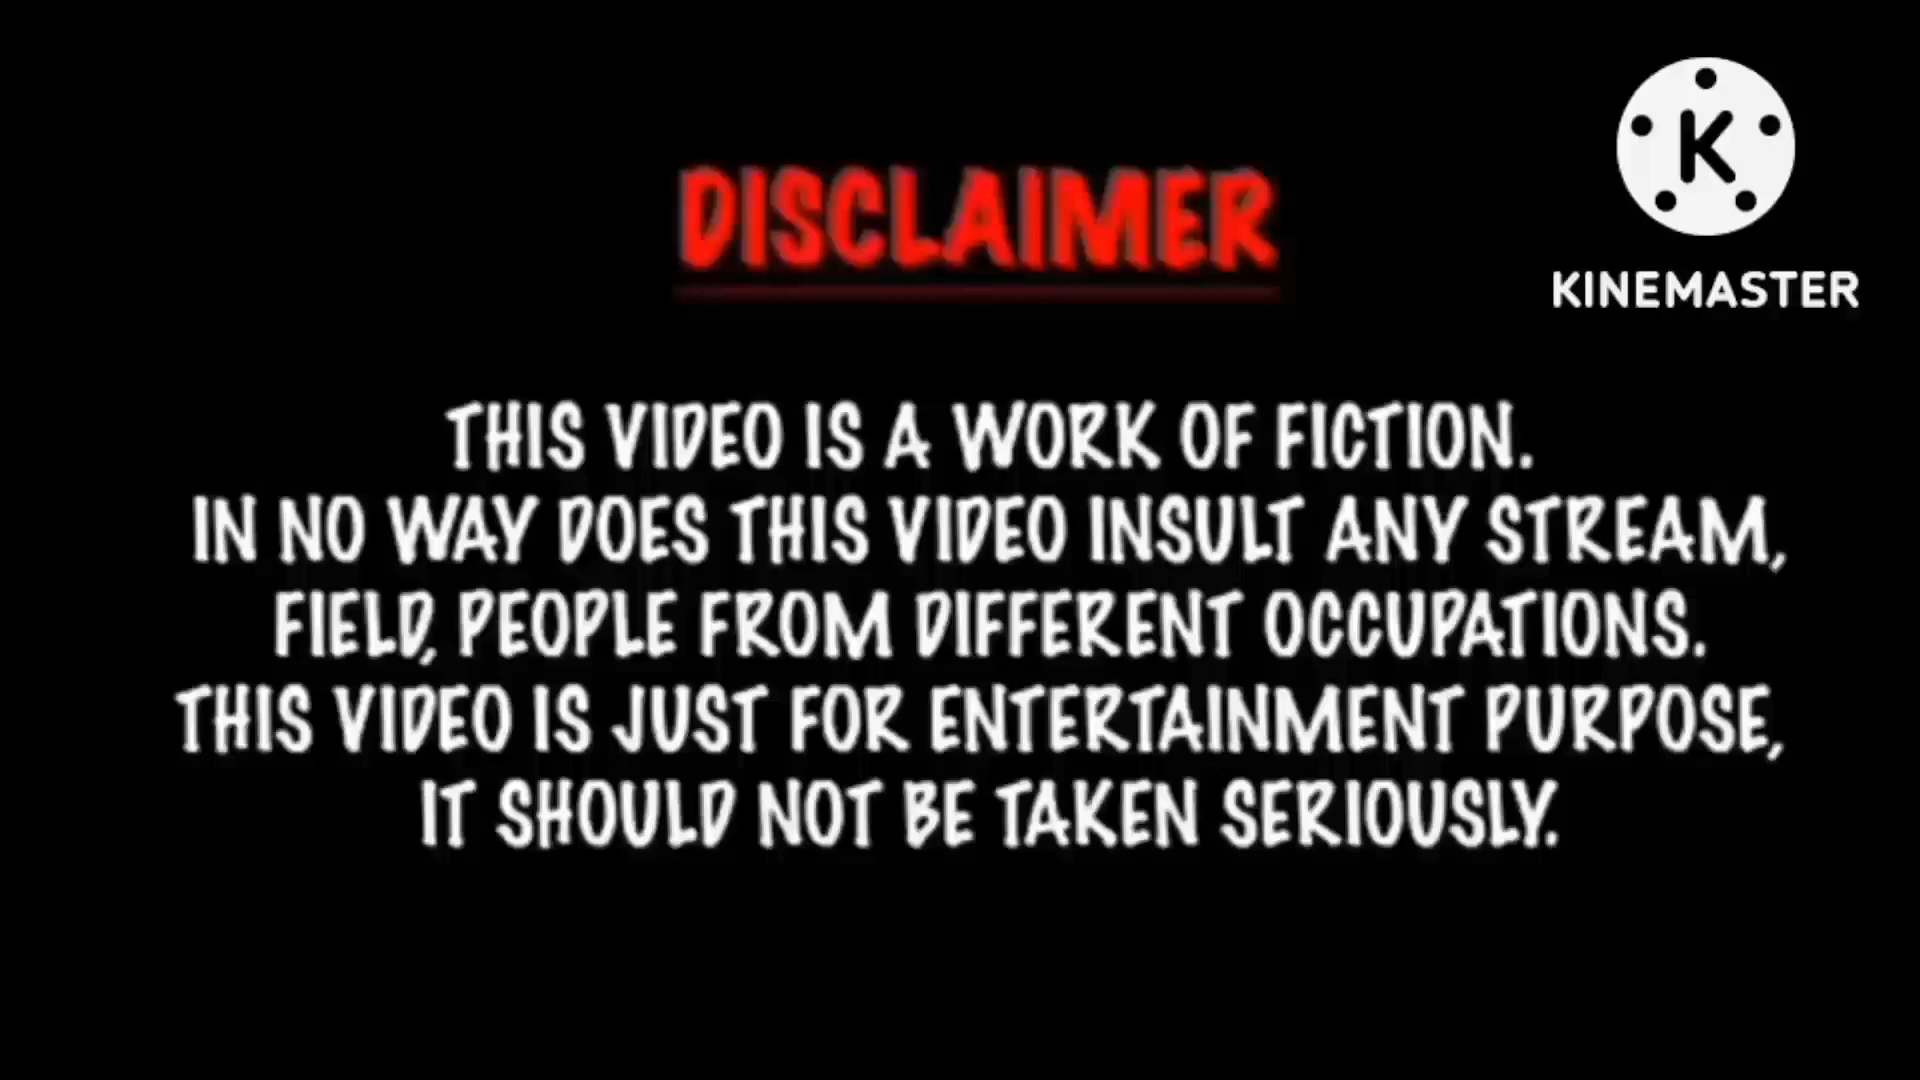 DISCLAIMER
K
KINEMASTER
THIS VIDEO IS A WORK OF FICTION.
IN NO WAY DOES THIS VIDEO INSULT ANY STREAM,
FIELD, PEOPLE FROM DIFFERENT OCCUPATIONS.
THIS VIDEO IS JUST FOR ENTERTAINMENT PURPOSE,
IT SHOULD NOT BE TAKEN SERIOUSLY.